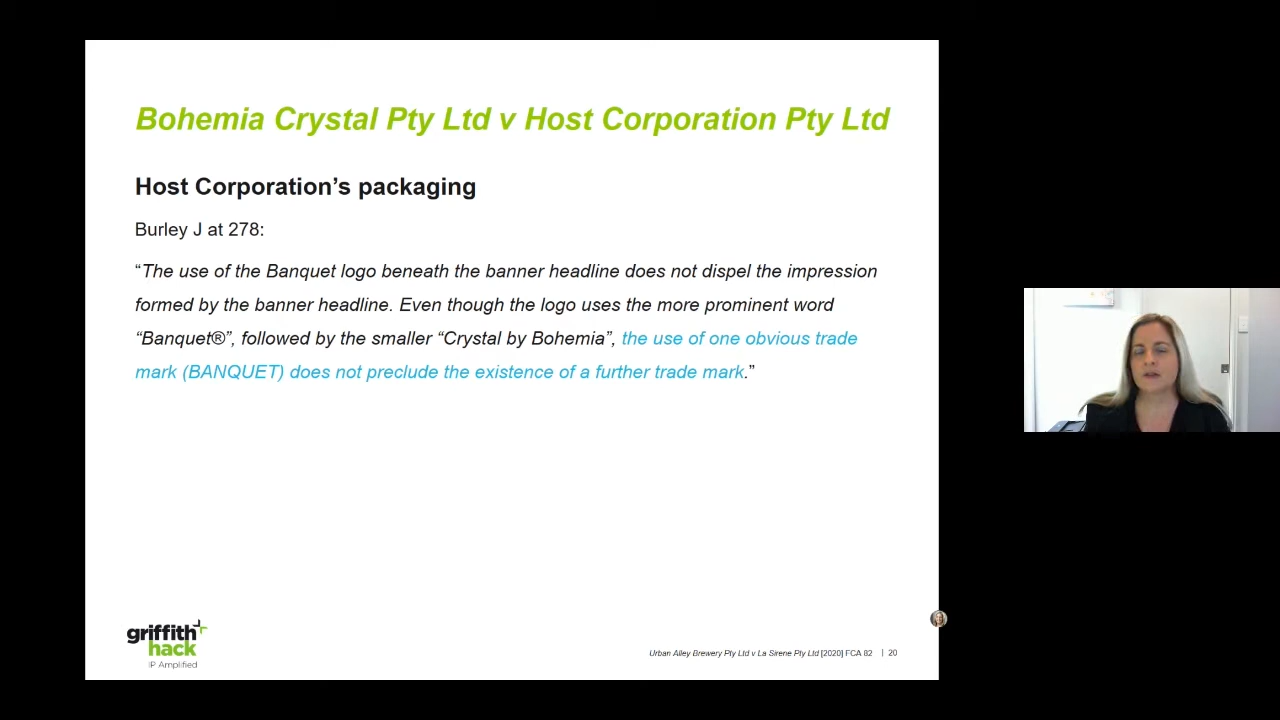 Bohemia Crystal Pty Ltd v Host Corporation Pty Ltd
Host Corporation’s packaging
Burley J at 278:
“The use of the Banquet logo beneath the banner headline does not dispel the impression
formed by the banner headline. Even though the logo uses the more prominent word
“Banquet®”, followed by the smaller “Crystal by Bohemia”, the use of one obvious trade
mark (BANQUET) does not preclude the existence of a further trade mark.”
griffith
hack
IP Amplified
Urban Alley Brewery Pty Ltd v La Sirene Pty Ltd [2020] FCA 82 | 20